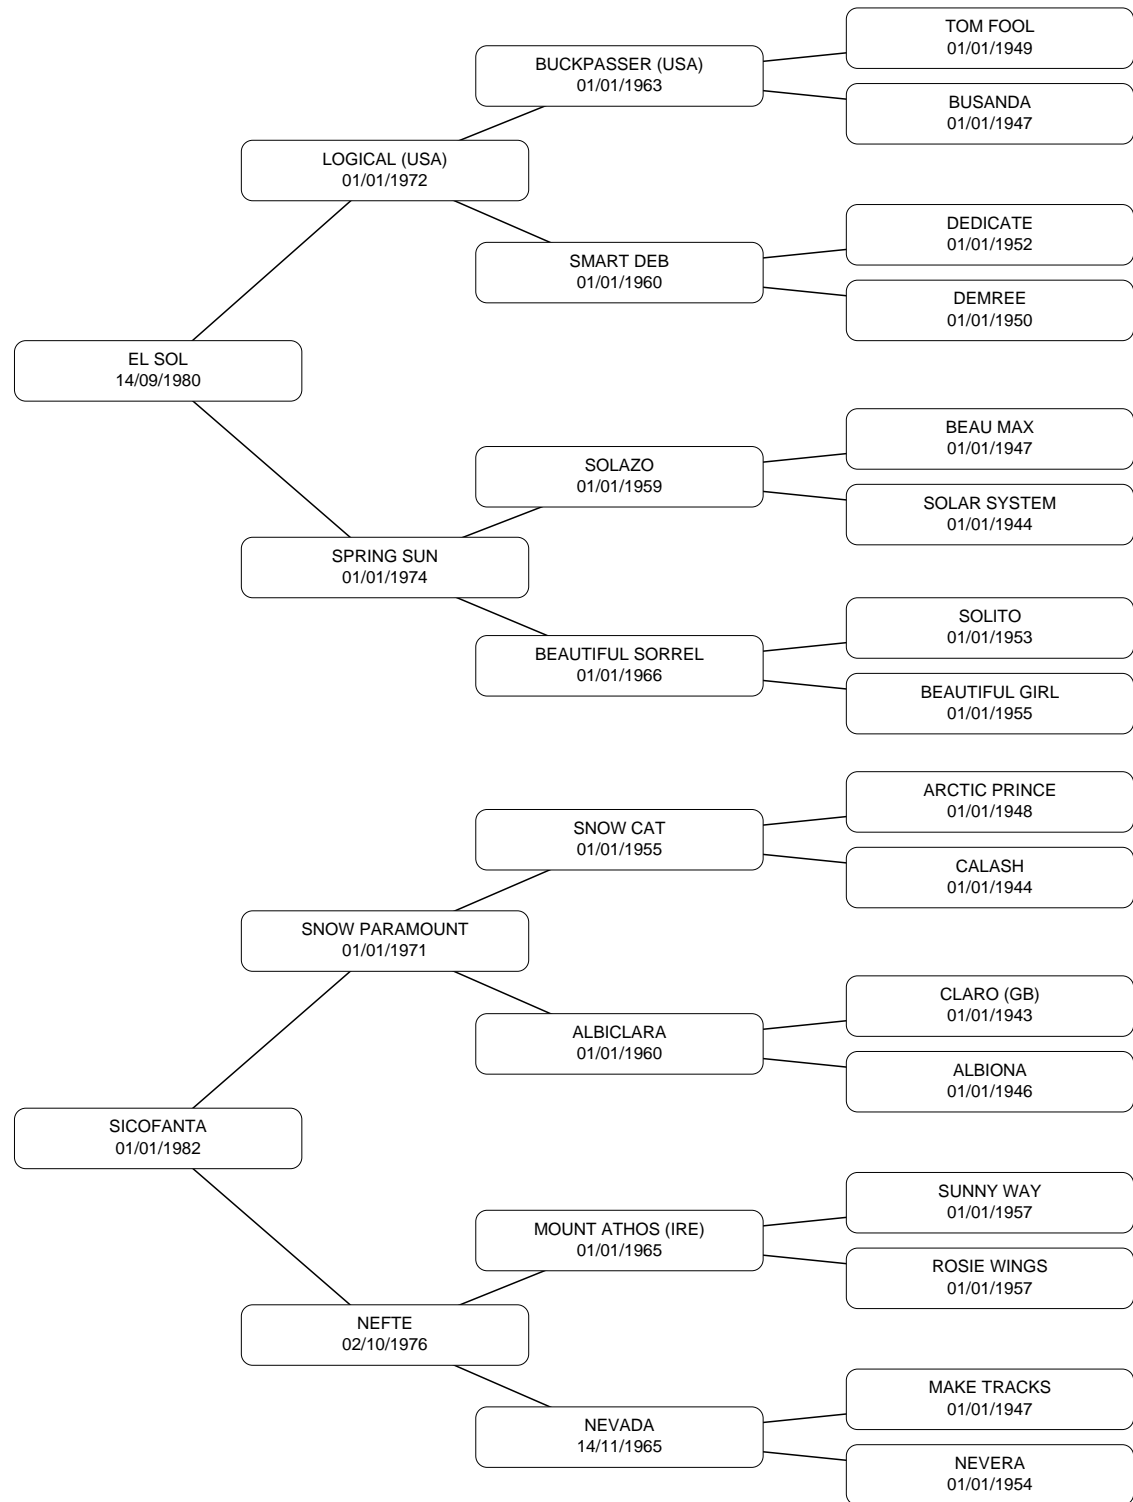 TOM FOOL
01/01/1949
BUCKPASSER (USA)
01/01/1963
BUSANDA
01/01/1947
LOGICAL (USA)
01/01/1972
DEDICATE
01/01/1952
SMART DEB
01/01/1960
DEMREE
01/01/1950
EL SOL
14/09/1980
BEAU MAX
01/01/1947
SOLAZO
01/01/1959
SOLAR SYSTEM
01/01/1944
SPRING SUN
01/01/1974
SOLITO
01/01/1953
BEAUTIFUL SORREL
01/01/1966
BEAUTIFUL GIRL
01/01/1955
ARCTIC PRINCE
01/01/1948
SNOW CAT
01/01/1955
CALASH
01/01/1944
SNOW PARAMOUNT
01/01/1971
CLARO (GB)
01/01/1943
ALBICLARA
01/01/1960
ALBIONA
01/01/1946
SICOFANTA
01/01/1982
SUNNY WAY
01/01/1957
MOUNT ATHOS (IRE)
01/01/1965
ROSIE WINGS
01/01/1957
NEFTE
02/10/1976
MAKE TRACKS
01/01/1947
NEVADA
14/11/1965
NEVERA
01/01/1954